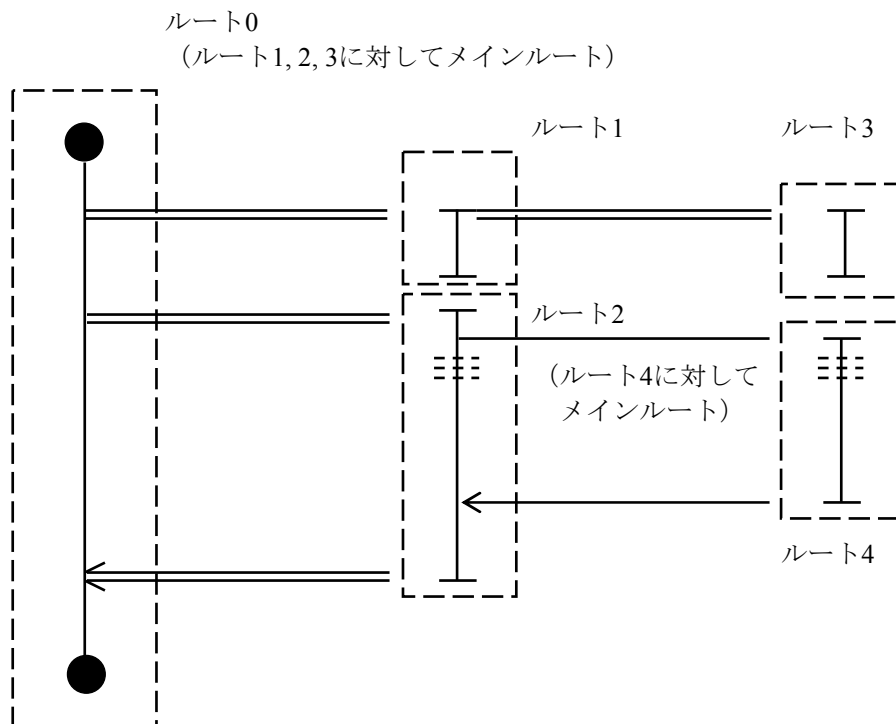 ルート0
（ルート1, 2, 3に対してメインルート）
ルート1
ルート3
ルート2
（ルート4に対して
メインルート）
ルート4